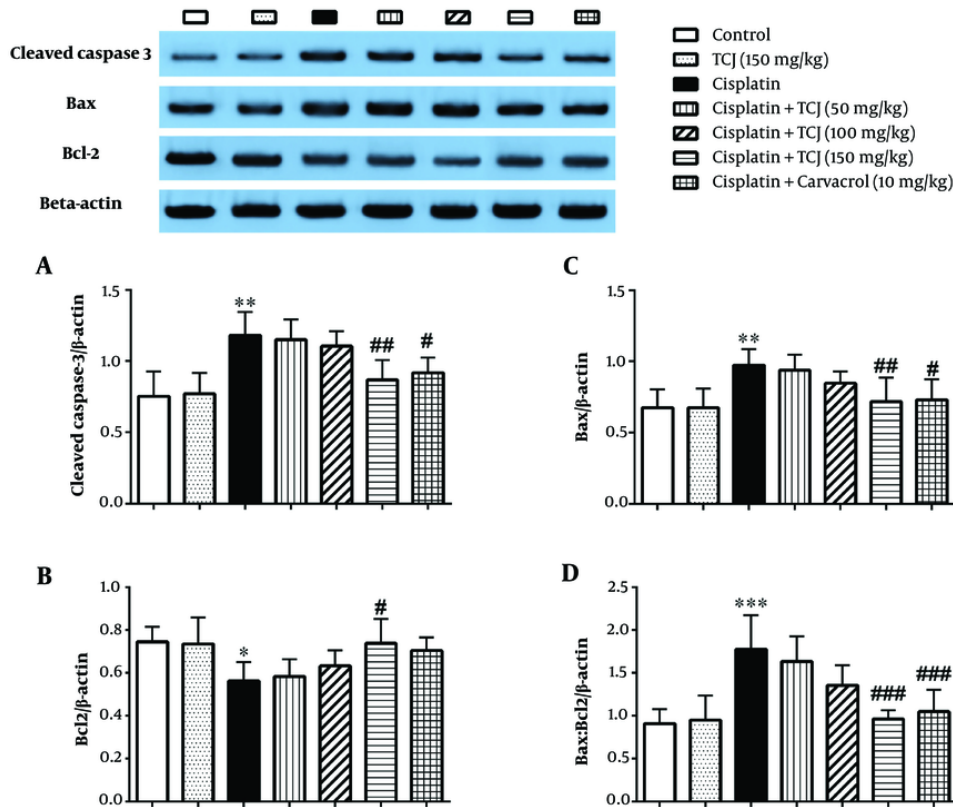 Cleaved caspase 3
Bax
Bcl-2
Beta-actin
Control
TCJ (150 mg/kg)
Cisplatin
Cisplatin + TCJ (50 mg/kg)
Cisplatin + TCJ (100 mg/kg)
Cisplatin + TCJ (150 mg/kg)
Cisplatin + Carvacrol (10 mg/kg)
A
Cleaved caspase-3/β-actin
1.5
1.0
0.5
0.0
**
##
#
C
Bax/β-actin
1.5
1.0
0.5
0.0
**
##
#
B
Bcl2/β-actin
1.0
0.8
0.6
0.4
0.2
0.0
*
#
D
Bax:Bcl2/β-actin
2.5
2.0
1.5
1.0
0.5
0.0
***
###
###